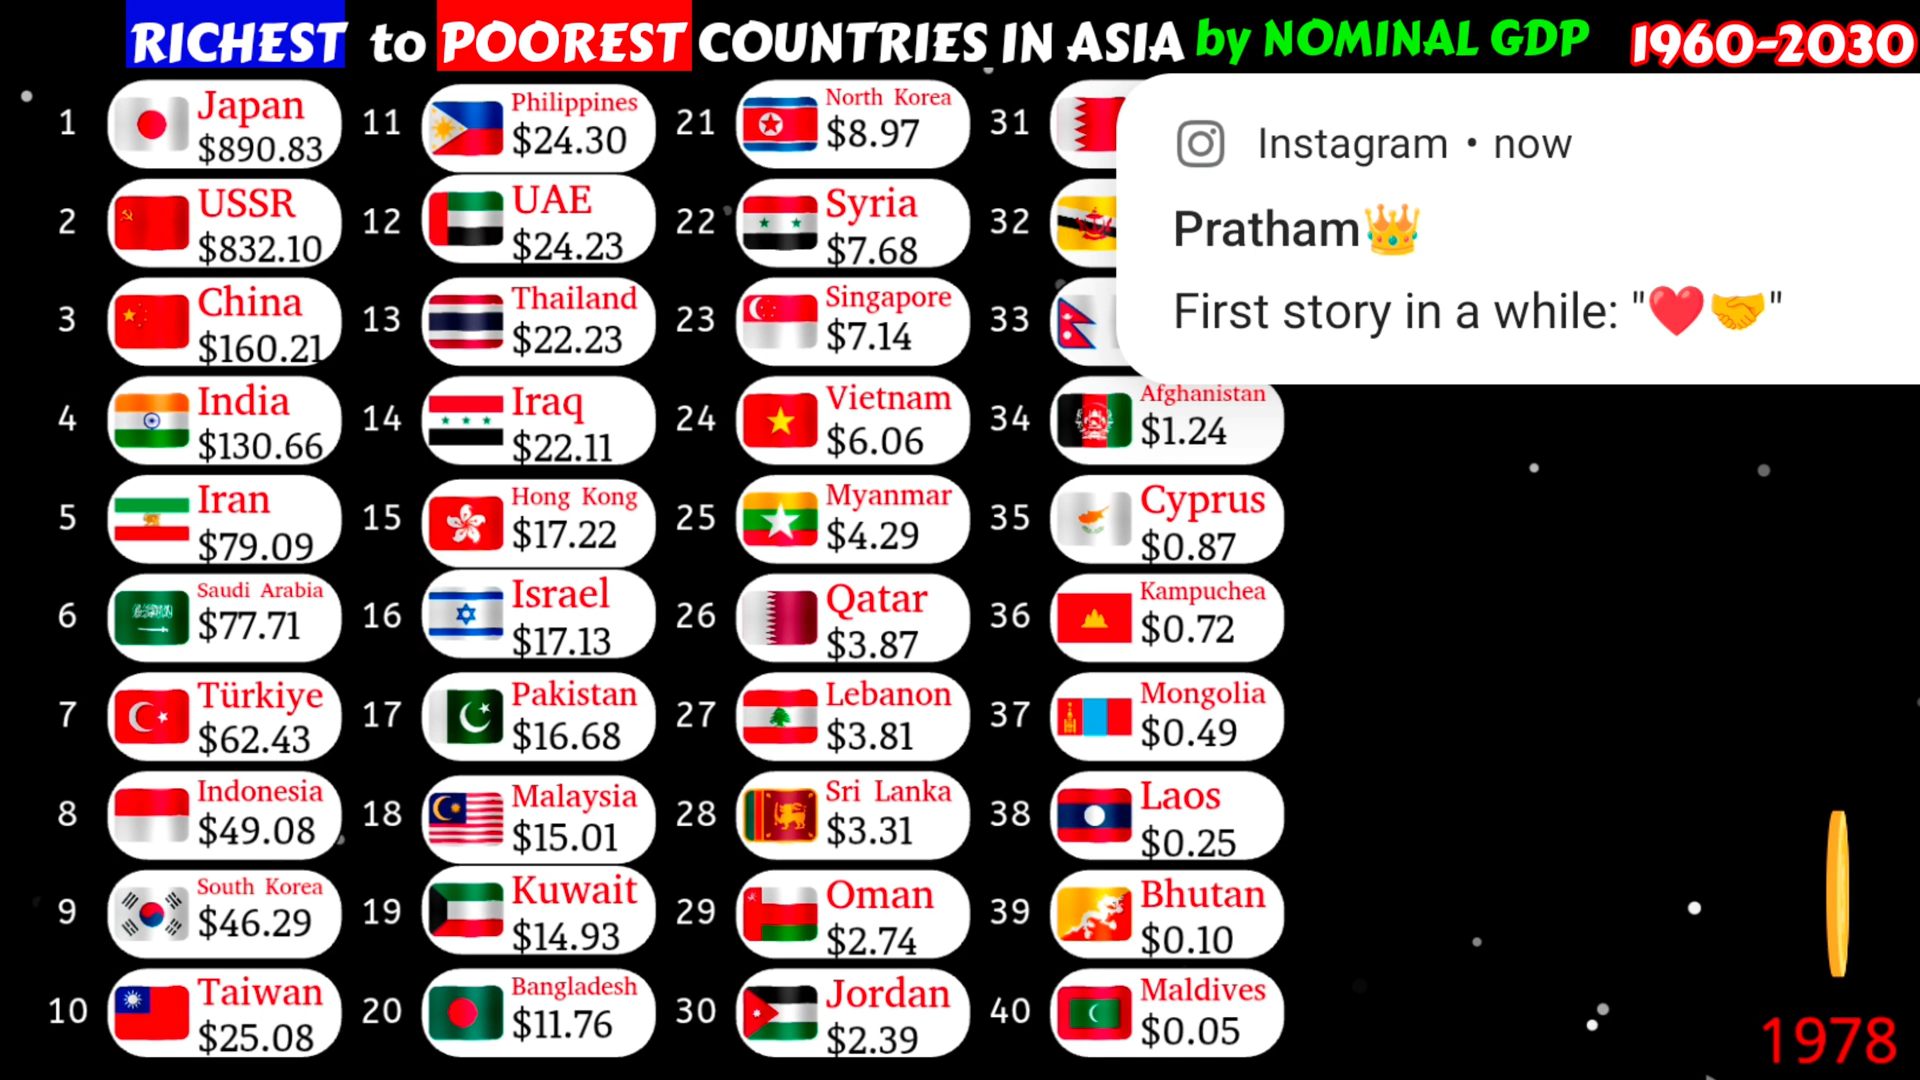 RICHEST to POOREST COUNTRIES IN ASIA by NOMINAL GDP 1960-2030
1 Japan
$890.83
2 USSR
$832.10
3 China
$160.21
4 India
$130.66
5 Iran
$79.09
6 Saudi Arabia
$77.71
7 Türkiye
$62.43
8 Indonesia
$49.08
9 South Korea
$46.29
10 Taiwan
$25.08
11 Philippines
$24.30
12 UAE
$24.23
13 Thailand
$22.23
14 Iraq
$22.11
15 Hong Kong
$17.22
16 Israel
$17.13
17 Pakistan
$16.68
18 Malaysia
$15.01
19 Kuwait
$14.93
20 Bangladesh
$11.76
21 North Korea
$8.97
22 Syria
$7.68
23 Singapore
$7.14
24 Vietnam
$6.06
25 Myanmar
$4.29
26 Qatar
$3.87
27 Lebanon
$3.81
28 Sri Lanka
$3.31
29 Oman
$2.74
30 Jordan
$2.39
31
32
33
34 Afghanistan
$1.24
35 Cyprus
$0.87
36 Kampuchea
$0.72
37 Mongolia
$0.49
38 Laos
$0.25
39 Bhutan
$0.10
40 Maldives
$0.05
Instagram • now
Pratham👑
First story in a while: "❤️🤝"
1978